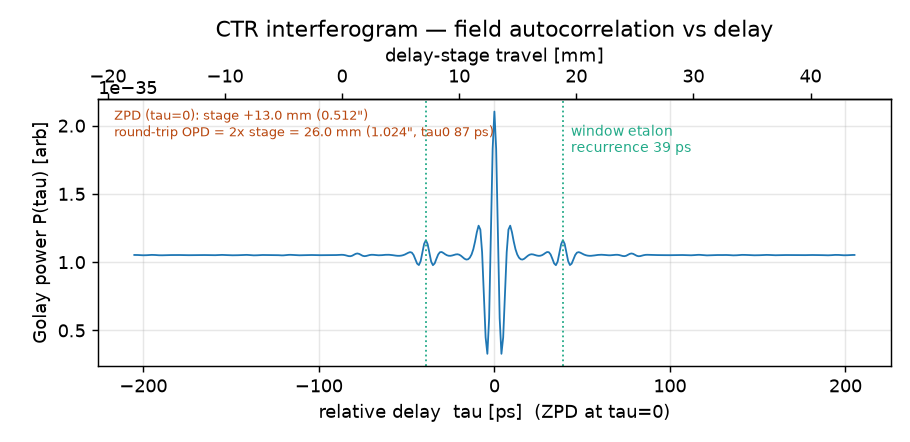 CTR interferogram — field autocorrelation vs delay
delay-stage travel [mm]
−20 −10 0 10 20 30 40
1e−35
ZPD (tau=0): stage +13.0 mm (0.512")
round-trip OPD = 2x stage = 26.0 mm (1.024", tau0 87 ps)
window etalon
recurrence 39 ps
Golay power P(tau) [arb]
2.0
1.5
1.0
0.5
−200 −100 0 100 200
relative delay  tau [ps]  (ZPD at tau=0)